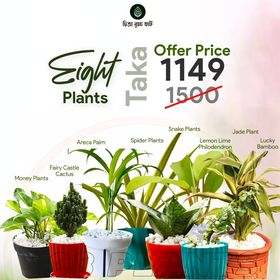 Eight
Plants
Taka
Offer Price
1149
1500
Snake Plants
Jade Plant
Areca Palm
Spider Plants
Lemon Lime
Philodendron
Lucky
Bamboo
Fairy Castle
Cactus
Money Plants